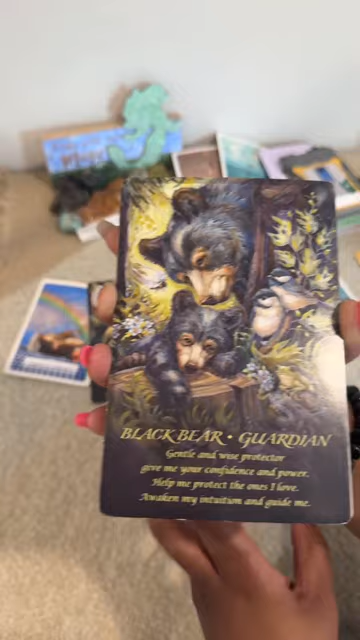 BLACK BEAR • GUARDIAN
Gentle and wise protector
give me your confidence and power.
Help me protect the ones I love.
Awaken my intuition and guide me.